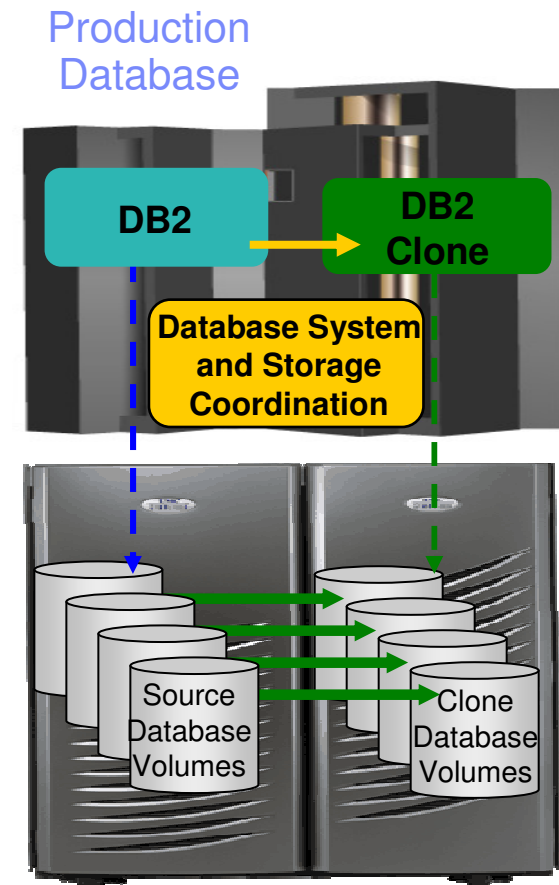 Production
Database
DB2
DB2
Clone
Database System
and Storage
Coordination
Source
Database
Volumes
Clone
Database
Volumes